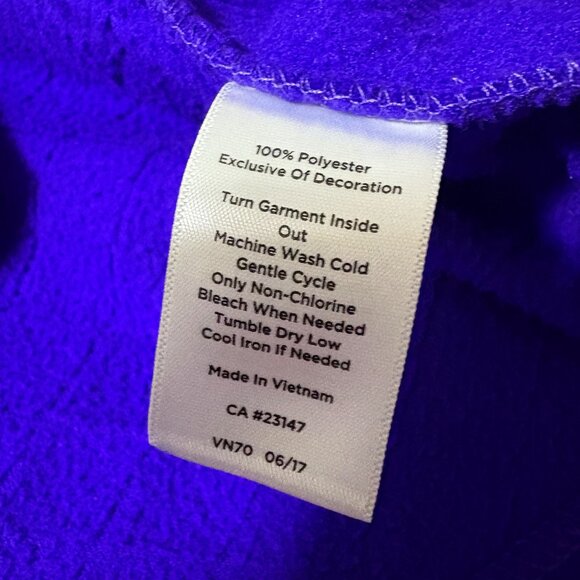 100% Polyester
Exclusive Of Decoration
Turn Garment Inside
Out
Machine Wash Cold
Gentle Cycle
Only Non-Chlorine
Bleach When Needed
Tumble Dry Low
Cool Iron If Needed
Made In Vietnam
CA #23147
VN70 06/17